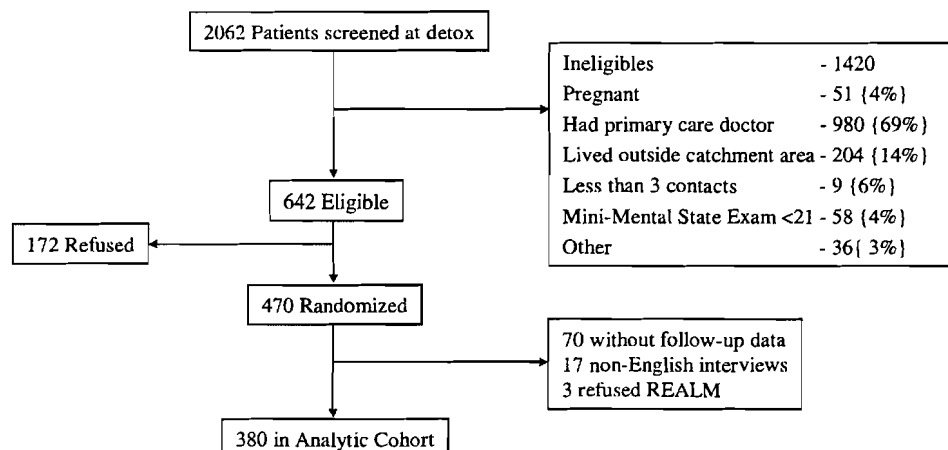 2062 Patients screened at detox
Ineligibles - 1420
Pregnant - 51 {4%}
Had primary care doctor - 980 {69%}
Lived outside catchment area - 204 {14%}
Less than 3 contacts - 9 {6%}
Mini-Mental State Exam <21 - 58 {4%}
Other - 36{ 3%}
642 Eligible
172 Refused
470 Randomized
70 without follow-up data
17 non-English interviews
3 refused REALM
380 in Analytic Cohort